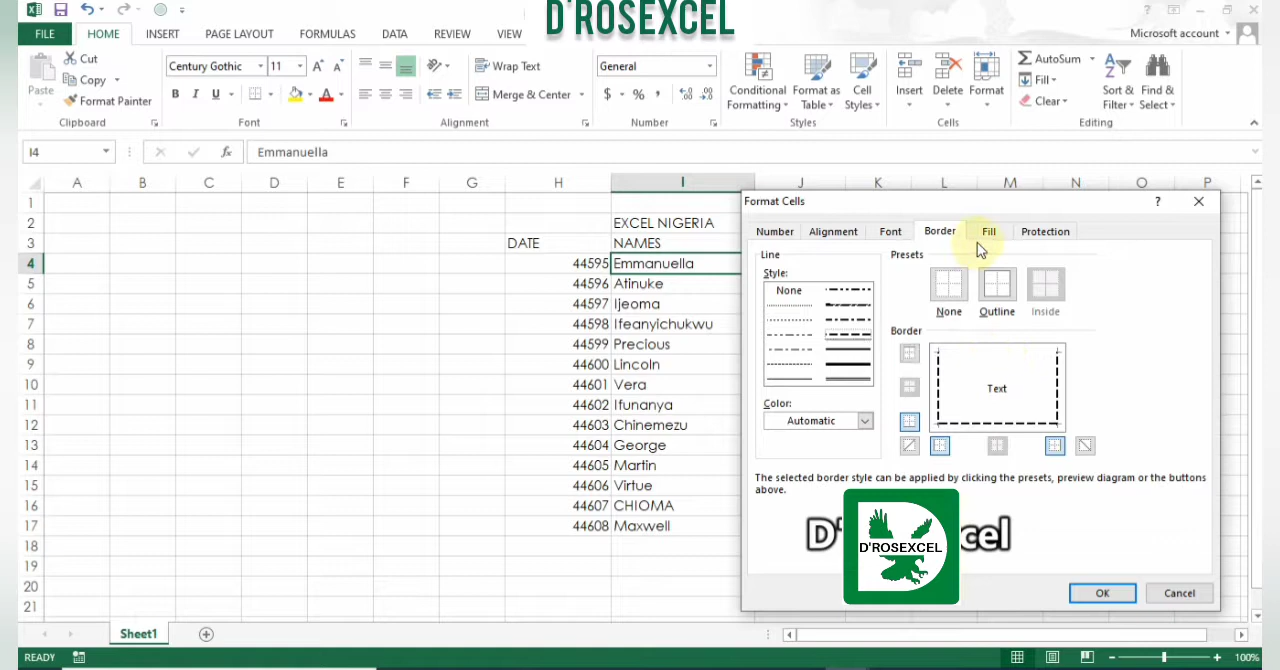 D'ROSEXCEL
FILE HOME INSERT PAGE LAYOUT FORMULAS DATA REVIEW VIEW
Microsoft account
Paste
Cut
Copy
Format Painter
Clipboard
Century Gothic 11
B I U
Font
Wrap Text
Merge & Center
Alignment
General
$ % ,
Number
Conditional Formatting
Format as Table
Cell Styles
Styles
Insert Delete Format
Cells
AutoSum
Fill
Clear
Sort & Filter
Find & Select
Editing
I4 fx Emmanuella
A B C D E F G H I J K L M N O P
1
2 EXCEL NIGERIA
3 DATE NAMES
4 44595 Emmanuella
5 44596 Atinuke
6 44597 Ijeoma
7 44598 Ifeanyichukwu
8 44599 Precious
9 44600 Lincoln
10 44601 Vera
11 44602 Ifunanya
12 44603 Chinemezu
13 44604 George
14 44605 Martin
15 44606 Virtue
16 44607 CHIOMA
17 44608 Maxwell
18
19
20
21
Format Cells ?
Number Alignment Font Border Fill Protection
Line
Style:
None
Color:
Automatic
Presets
None Outline Inside
Border
Text
The selected border style can be applied by clicking the presets, preview diagram or the buttons
above.
D'ROSEXCEL
OK Cancel
Sheet1
READY
100%